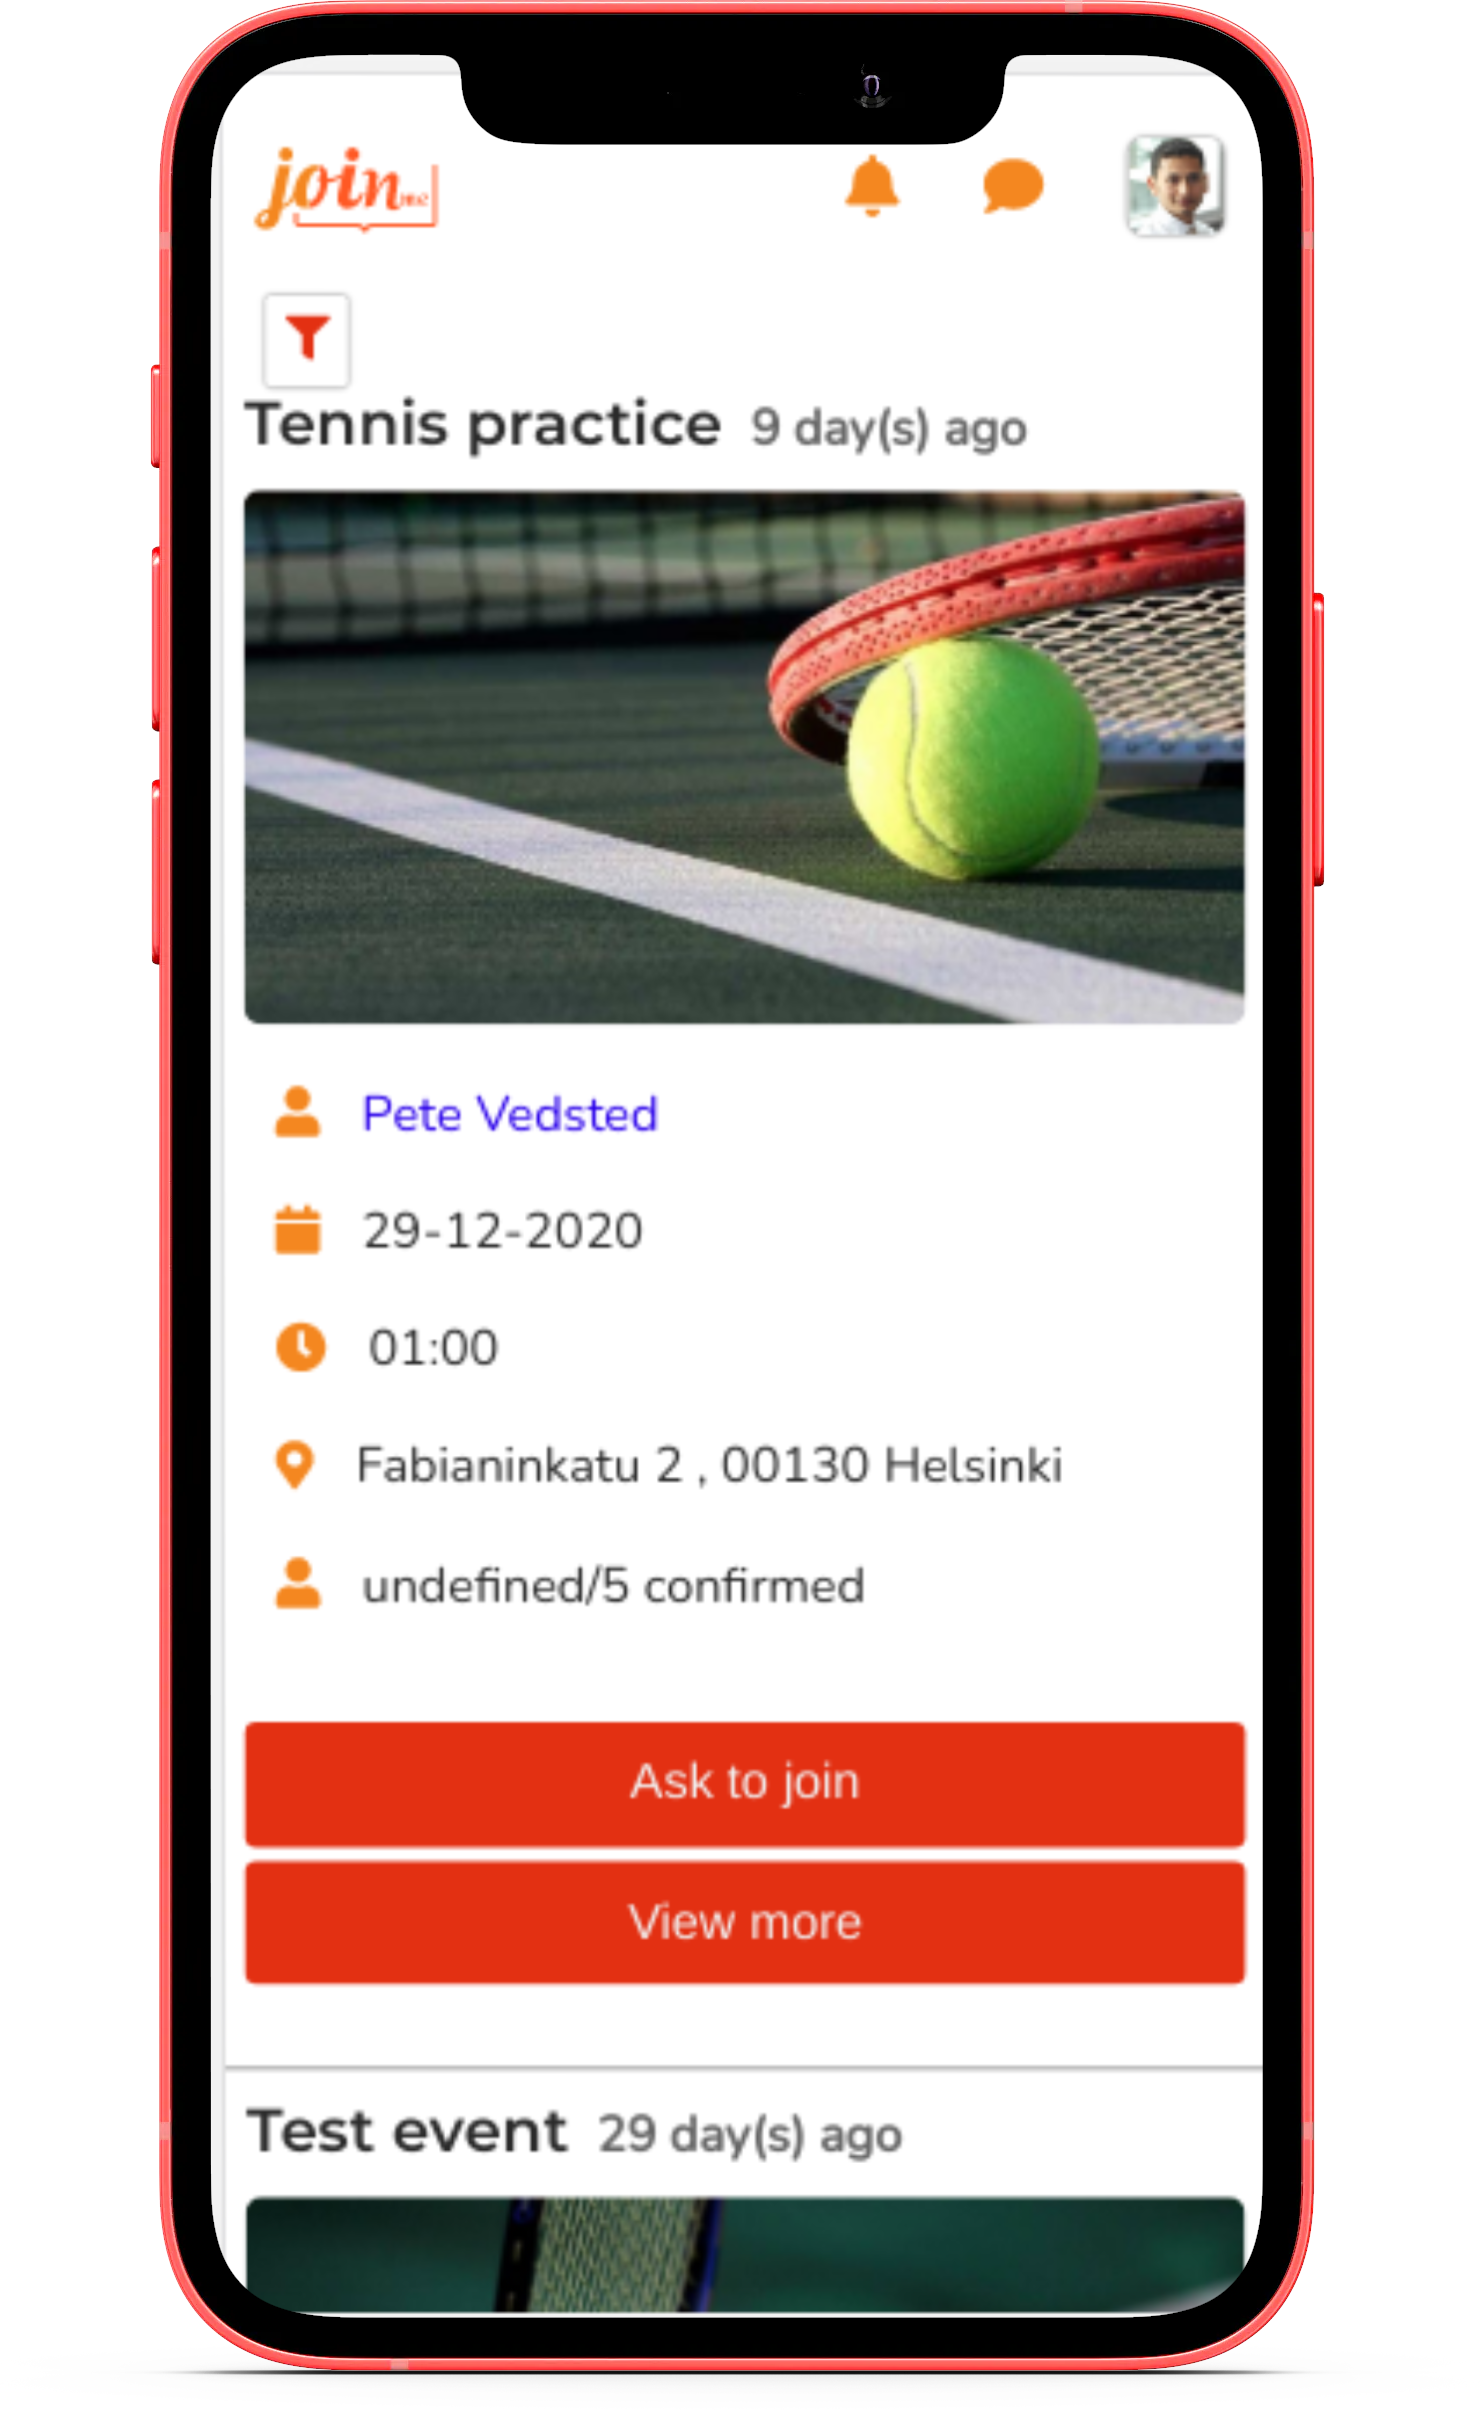 join me
Tennis practice 9 day(s) ago
Pete Vedsted
29-12-2020
01:00
Fabianinkatu 2 , 00130 Helsinki
undefined/5 confirmed
Ask to join
View more
Test event 29 day(s) ago